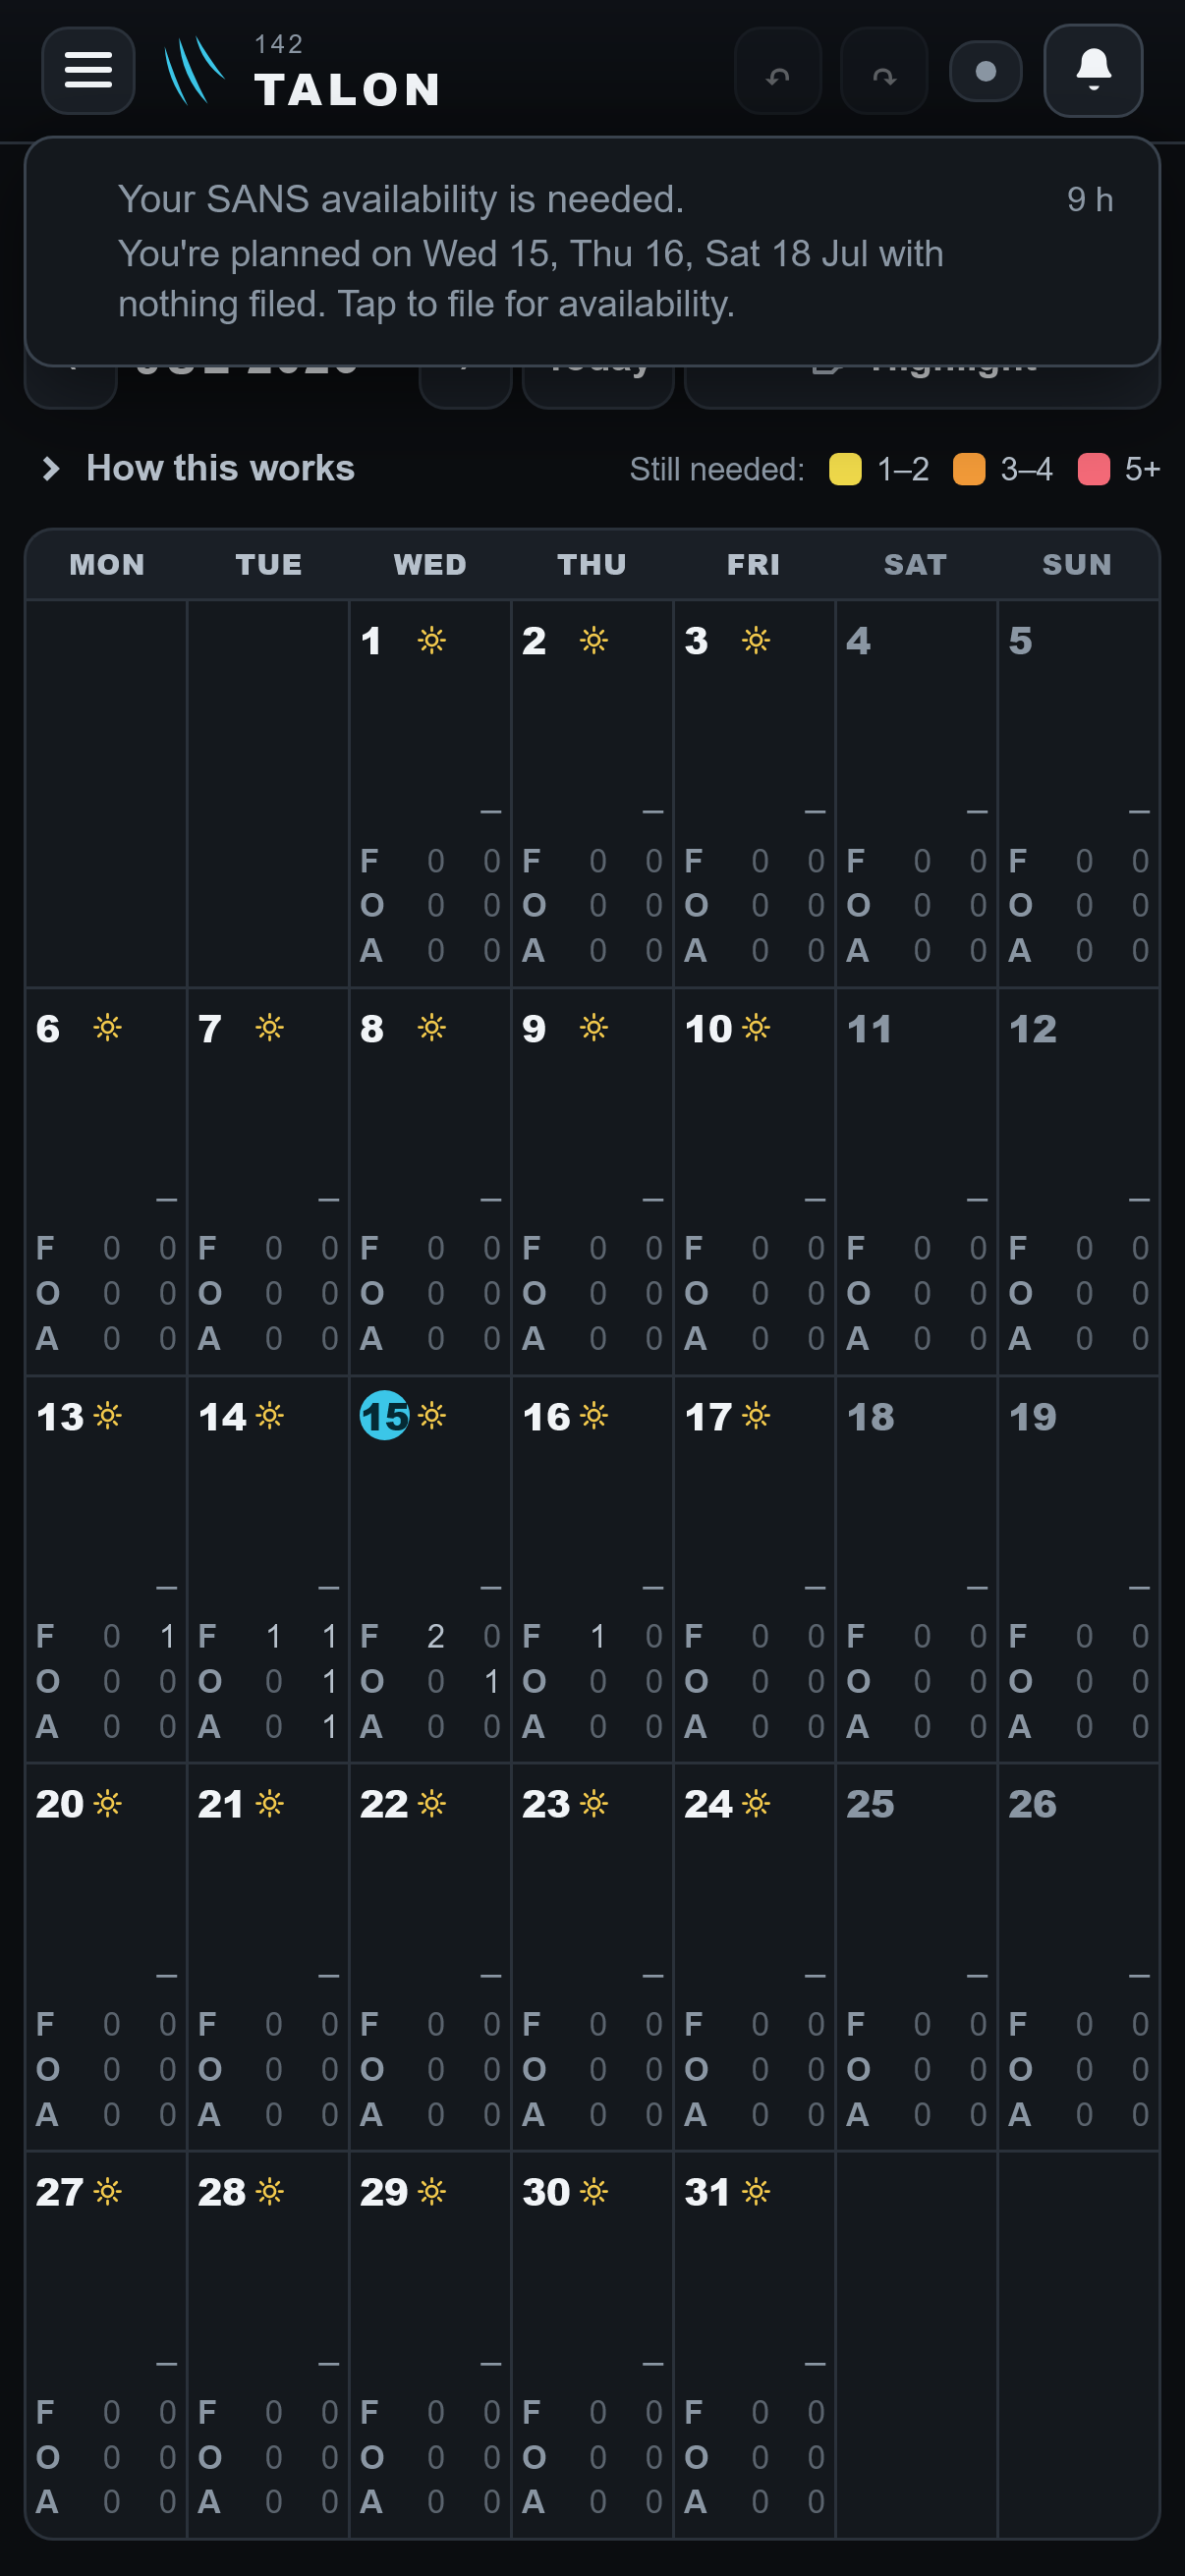 142
TALON
Your SANS availability is needed. 9 h
You're planned on Wed 15, Thu 16, Sat 18 Jul with
nothing filed. Tap to file for availability.
How this works Still needed: 1–2 3–4 5+
MON TUE WED THU FRI SAT SUN
1 2 3 4 5
– – – – –
F 0 0 F 0 0 F 0 0 F 0 0 F 0 0
O 0 0 O 0 0 O 0 0 O 0 0 O 0 0
A 0 0 A 0 0 A 0 0 A 0 0 A 0 0
6 7 8 9 10 11 12
– – – – – – –
F 0 0 F 0 0 F 0 0 F 0 0 F 0 0 F 0 0 F 0 0
O 0 0 O 0 0 O 0 0 O 0 0 O 0 0 O 0 0 O 0 0
A 0 0 A 0 0 A 0 0 A 0 0 A 0 0 A 0 0 A 0 0
13 14 15 16 17 18 19
– – – – – – –
F 0 1 F 1 1 F 2 0 F 1 0 F 0 0 F 0 0 F 0 0
O 0 0 O 0 1 O 0 1 O 0 0 O 0 0 O 0 0 O 0 0
A 0 0 A 0 1 A 0 0 A 0 0 A 0 0 A 0 0 A 0 0
20 21 22 23 24 25 26
– – – – – – –
F 0 0 F 0 0 F 0 0 F 0 0 F 0 0 F 0 0 F 0 0
O 0 0 O 0 0 O 0 0 O 0 0 O 0 0 O 0 0 O 0 0
A 0 0 A 0 0 A 0 0 A 0 0 A 0 0 A 0 0 A 0 0
27 28 29 30 31
– – – – –
F 0 0 F 0 0 F 0 0 F 0 0 F 0 0
O 0 0 O 0 0 O 0 0 O 0 0 O 0 0
A 0 0 A 0 0 A 0 0 A 0 0 A 0 0